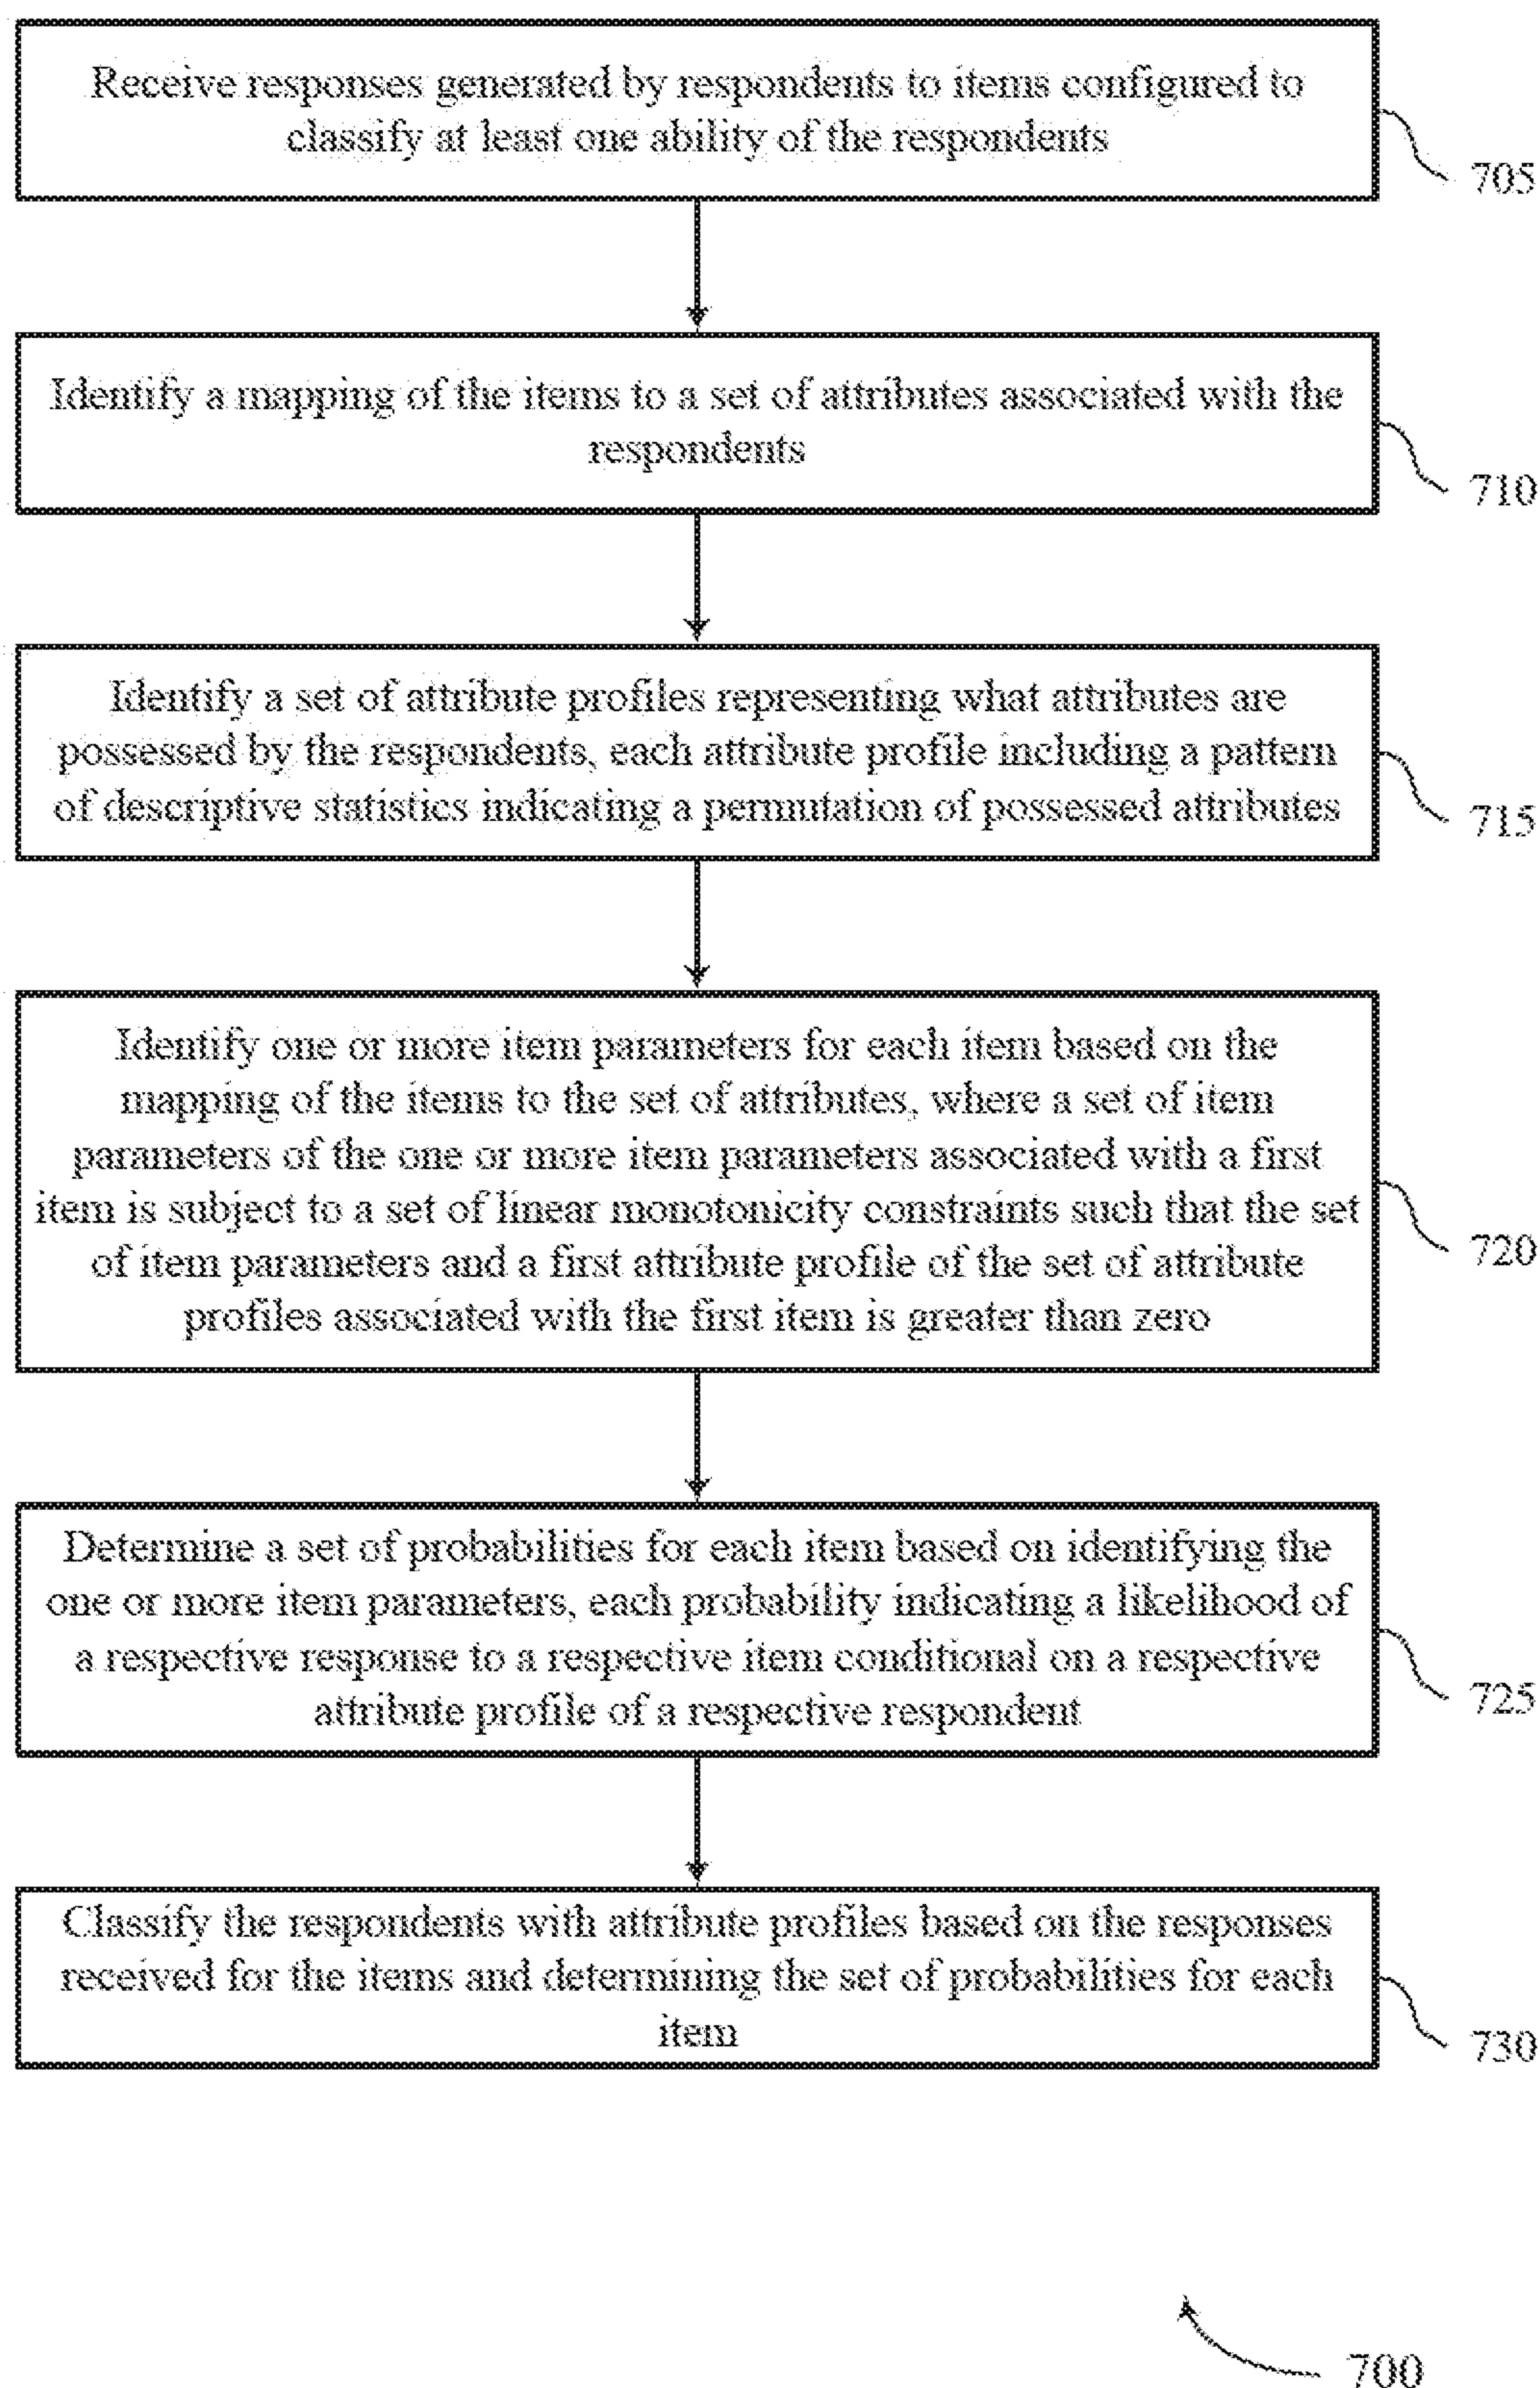 Receive responses generated by respondents to items configured to
classify at least one ability of the respondents
705
Identify a mapping of the items to a set of attributes associated with the
respondents
710
Identify a set of attribute profiles representing what attributes are
possessed by the respondents, each attribute profile including a pattern
of descriptive statistics indicating a permutation of possessed attributes
715
Identify one or more item parameters for each item based on the
mapping of the items to the set of attributes, where a set of item
parameters of the one or more item parameters associated with a first
item is subject to a set of linear monotonicity constraints such that the set
of item parameters and a first attribute profile of the set of attribute
profiles associated with the first item is greater than zero
720
Determine a set of probabilities for each item based on identifying the
one or more item parameters, each probability indicating a likelihood of
a respective response to a respective item conditional on a respective
attribute profile of a respective respondent
725
Classify the respondents with attribute profiles based on the responses
received for the items and determining the set of probabilities for each
item
730
700